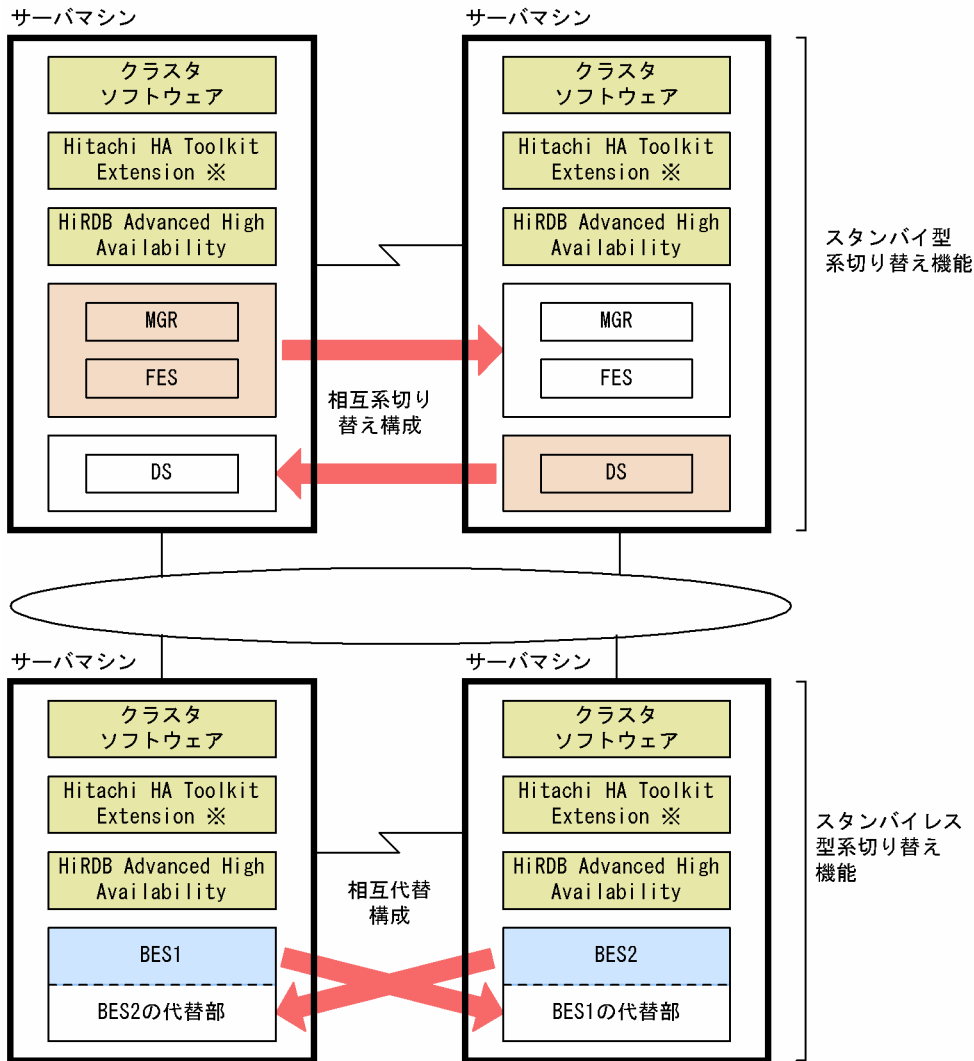 サーバマシン
サーバマシン
クラスタ
ソフトウェア
Hitachi HA Toolkit
Extension ※
HiRDB Advanced High
Availability
MGR
FES
DS
クラスタ
ソフトウェア
Hitachi HA Toolkit
Extension ※
HiRDB Advanced High
Availability
MGR
FES
DS
相互系切り
替え構成
スタンバイ型
系切り替え機能
サーバマシン
サーバマシン
クラスタ
ソフトウェア
Hitachi HA Toolkit
Extension ※
HiRDB Advanced High
Availability
BES1
BES2の代替部
クラスタ
ソフトウェア
Hitachi HA Toolkit
Extension ※
HiRDB Advanced High
Availability
BES2
BES1の代替部
相互代替
構成
スタンバイレス
型系切り替え
機能